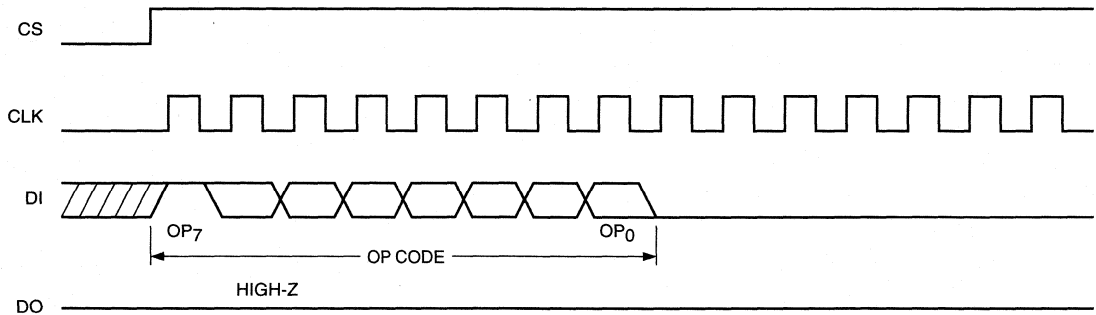 CS
CLK
DI
OP7 OP0
OP CODE
HIGH-Z
DO